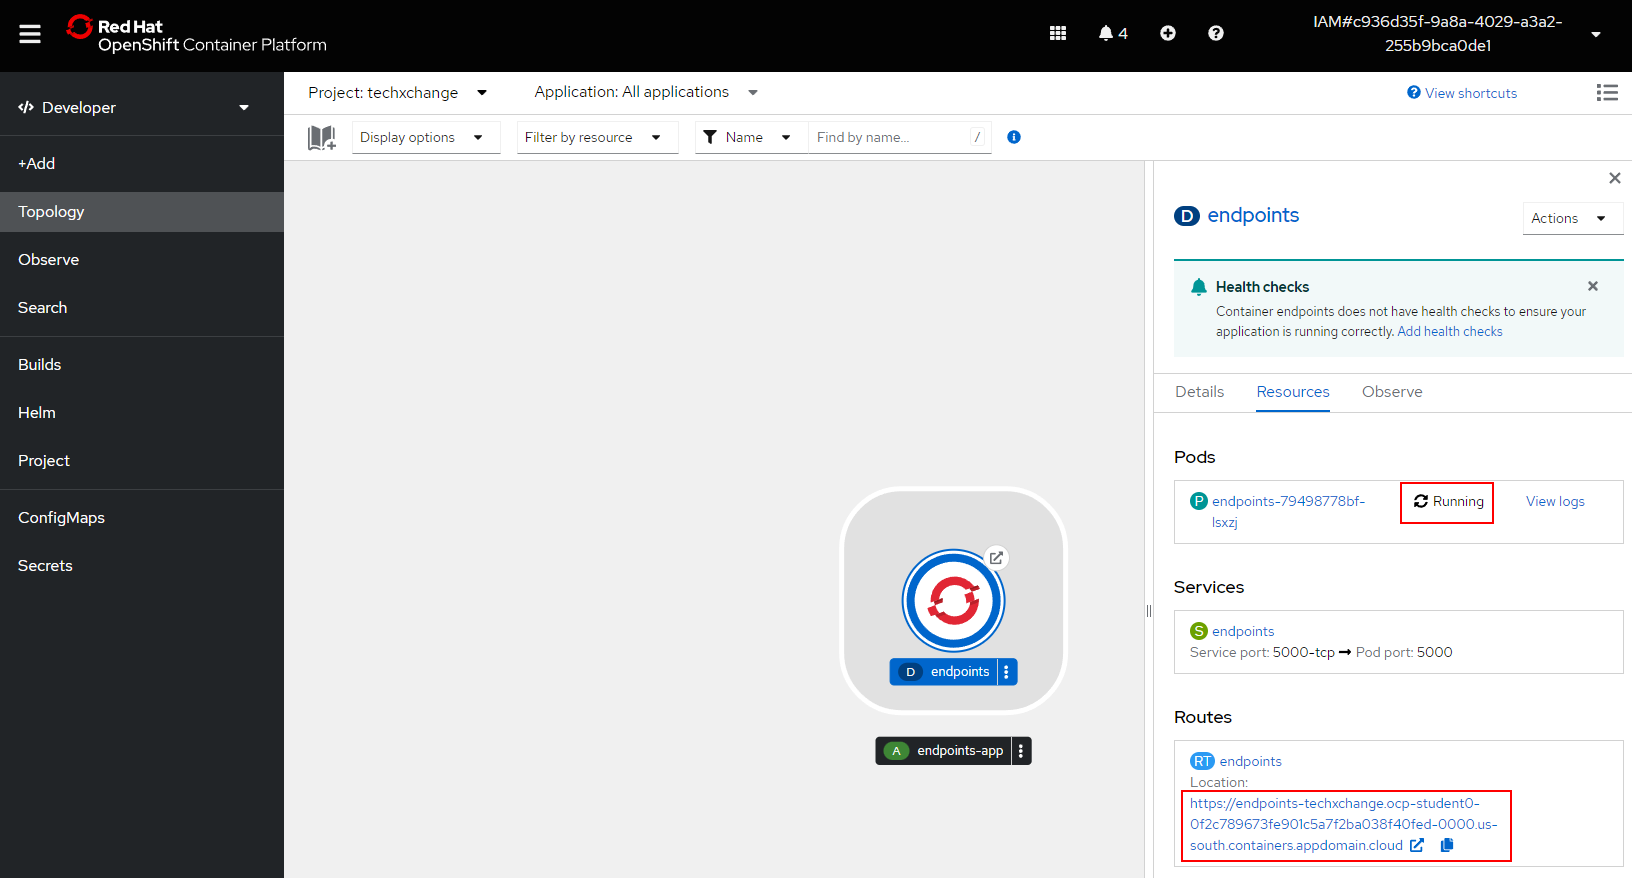 Red Hat
OpenShift Container Platform
4
IAM#c936d35f-9a8a-4029-a3a2-
255b9bca0de1
Developer
+Add
Topology
Observe
Search
Builds
Helm
Project
ConfigMaps
Secrets
Project: techxchange
Application: All applications
View shortcuts
Display options
Filter by resource
Name
Find by name...
/
D endpoints
A endpoints-app
D endpoints
Actions
Health checks
Container endpoints does not have health checks to ensure your
application is running correctly. Add health checks
Details
Resources
Observe
Pods
P endpoints-79498778bf-
lsxzj
Running
View logs
Services
S endpoints
Service port: 5000-tcp → Pod port: 5000
Routes
RT endpoints
Location:
https://endpoints-techxchange.ocp-student0-
0f2c789673fe901c5a7f2ba038f40fed-0000.us-
south.containers.appdomain.cloud